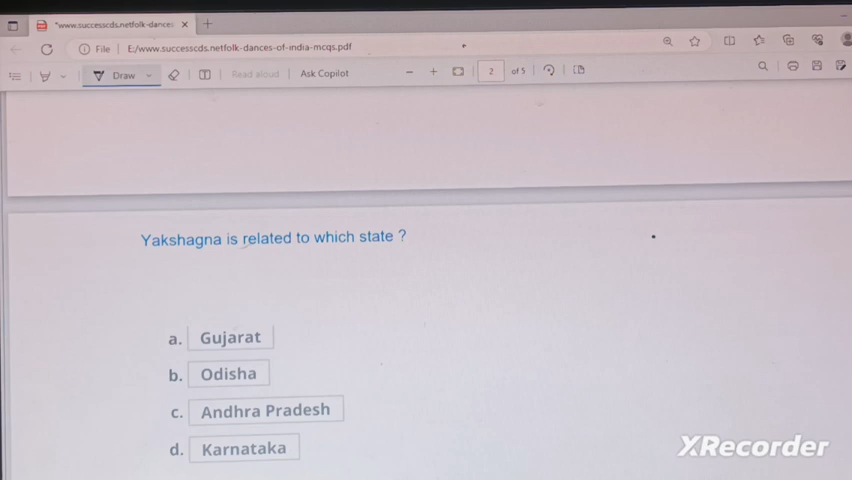 *www.successcds.netfolk-dances
File E:/www.successcds.netfolk-dances-of-india-mcqs.pdf
Draw Read aloud Ask Copilot 2 of 5
Yakshagna is related to which state ?
a. Gujarat
b. Odisha
c. Andhra Pradesh
d. Karnataka
XRecorder